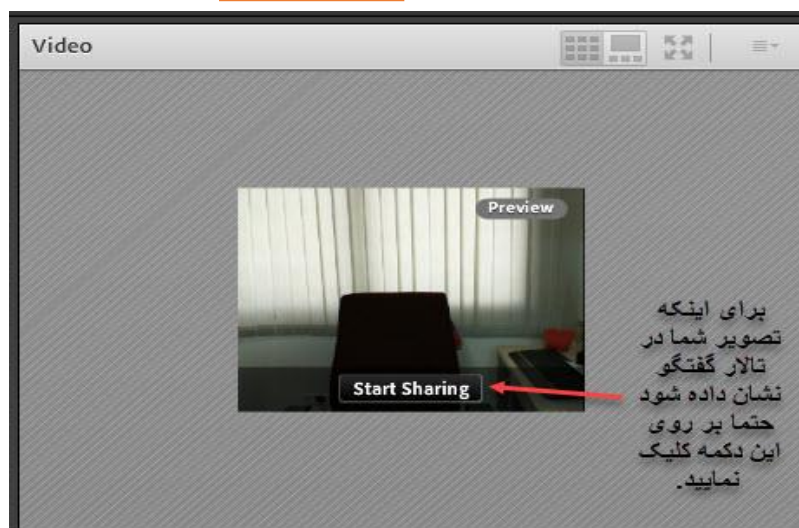 Video
Preview
Start Sharing
برای اینکه
تصویر شما در
تالار گفتگو
نشان داده شود
حتما بر روی
این دکمه کلیک
نمایید.